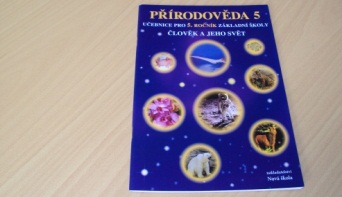 PŘÍRODOVĚDA 5
UČEBNICE PRO 5. ROČNÍK ZÁKLADNÍ ŠKOLY
ČLOVĚK A JEHO SVĚT
nakladatelství
Nová škola